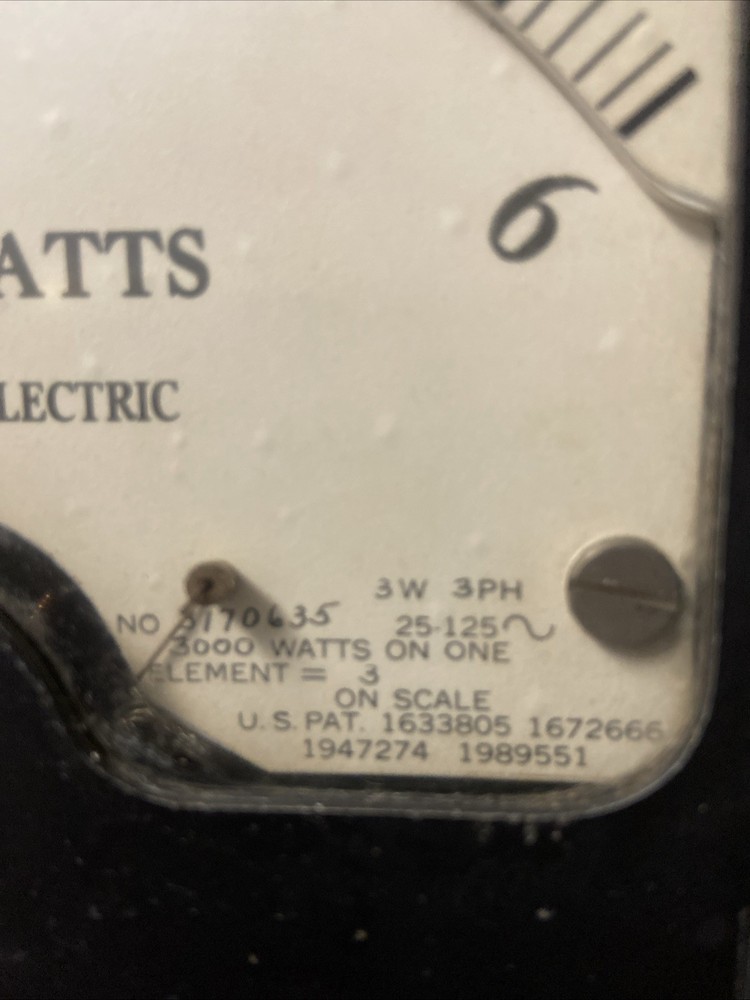 6
ATTS
LECTRIC
3W 3PH
NO 3170635 25-125~
3000 WATTS ON ONE
ELEMENT = 3
ON SCALE
U.S. PAT. 1633805 1672666
1947274 1989551